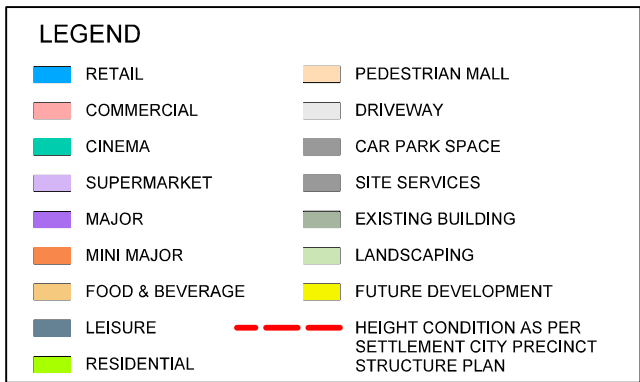 LEGEND
RETAIL
COMMERCIAL
CINEMA
SUPERMARKET
MAJOR
MINI MAJOR
FOOD & BEVERAGE
LEISURE
RESIDENTIAL
PEDESTRIAN MALL
DRIVEWAY
CAR PARK SPACE
SITE SERVICES
EXISTING BUILDING
LANDSCAPING
FUTURE DEVELOPMENT
HEIGHT CONDITION AS PER
SETTLEMENT CITY PRECINCT
STRUCTURE PLAN